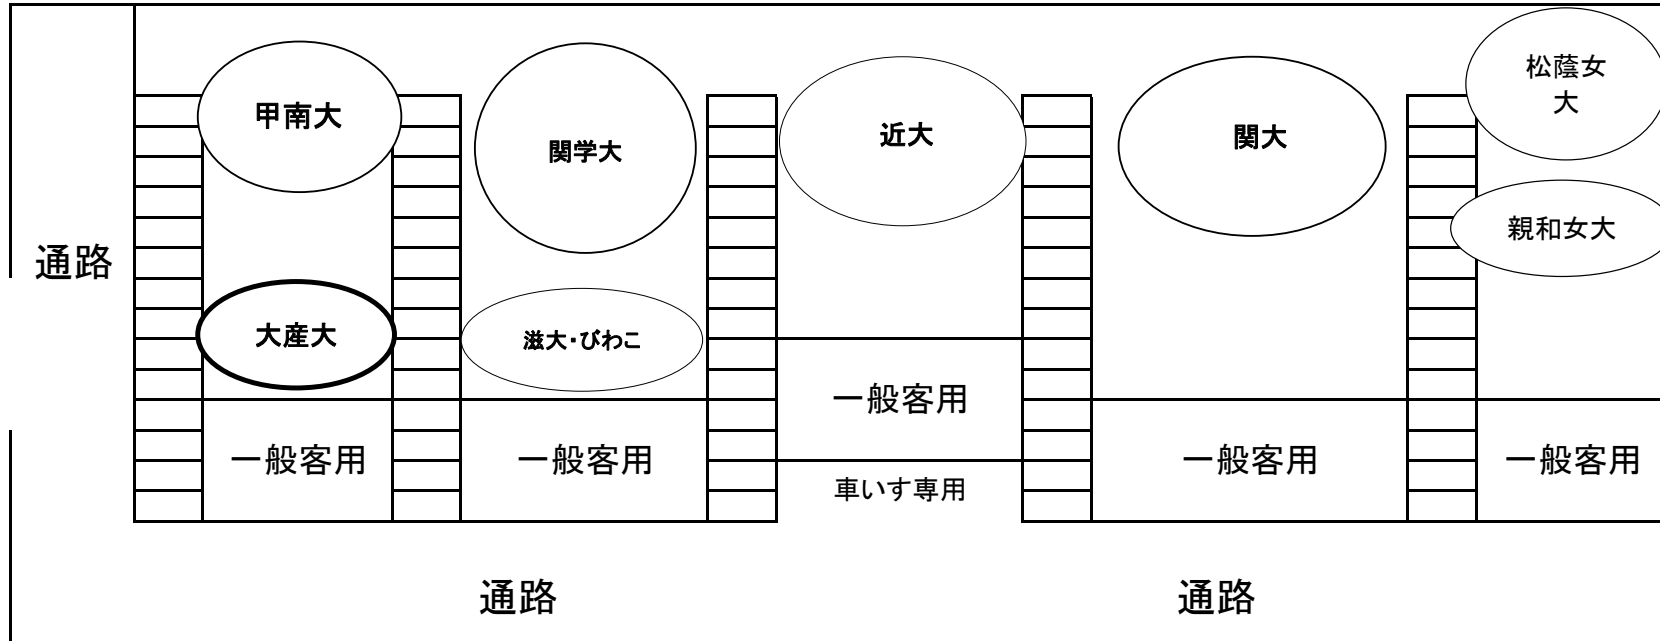 松蔭女
大
甲南大
関学大
近大
関大
親和女大
通路
大産大
滋大・びわこ
一般客用
一般客用
一般客用
一般客用
一般客用
車いす専用
通路
通路